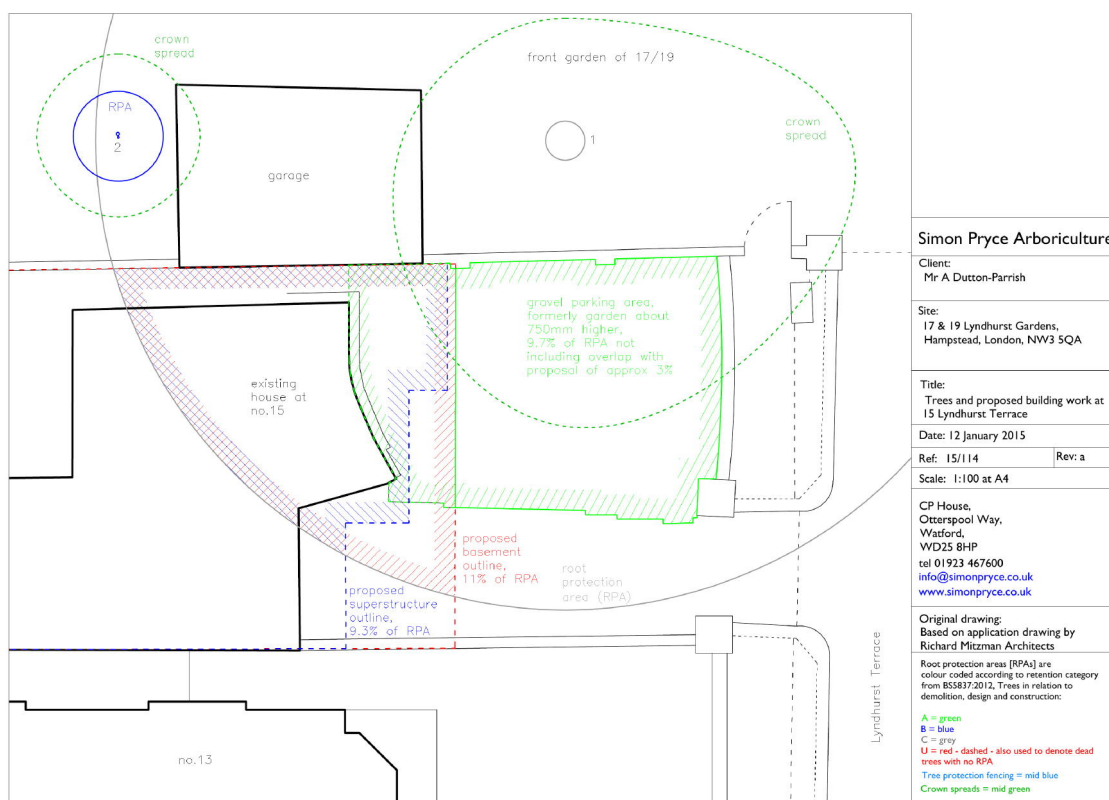 crown
spread
RPA
2
garage
front garden of 17/19
1
crown
spread
gravel parking area,
formerly garden about
750mm higher,
9.7% of RPA not
including overlap with
proposal of approx 3%
existing
house at
no.15
proposed
basement
outline,
11% of RPA
root
protection
area (RPA)
proposed
superstructure
outline,
9.3% of RPA
no.13
Lyndhurst Terrace
Simon Pryce Arboriculture
Client:
Mr A Dutton-Parrish
Site:
17 & 19 Lyndhurst Gardens,
Hampstead, London, NW3 5QA
Title:
Trees and proposed building work at
15 Lyndhurst Terrace
Date: 12 January 2015
Ref: 15/114
Rev: a
Scale: 1:100 at A4
CP House,
Otterspool Way,
Watford,
WD25 8HP
tel 01923 467600
info@simonpryce.co.uk
www.simonpryce.co.uk
Original drawing:
Based on application drawing by
Richard Mitzman Architects
Root protection areas [RPAs] are
colour coded according to retention category
from BS5837:2012, Trees in relation to
demolition, design and construction:
A = green
B = blue
C = grey
U = red - dashed - also used to denote dead
trees with no RPA
Tree protection fencing = mid blue
Crown spreads = mid green